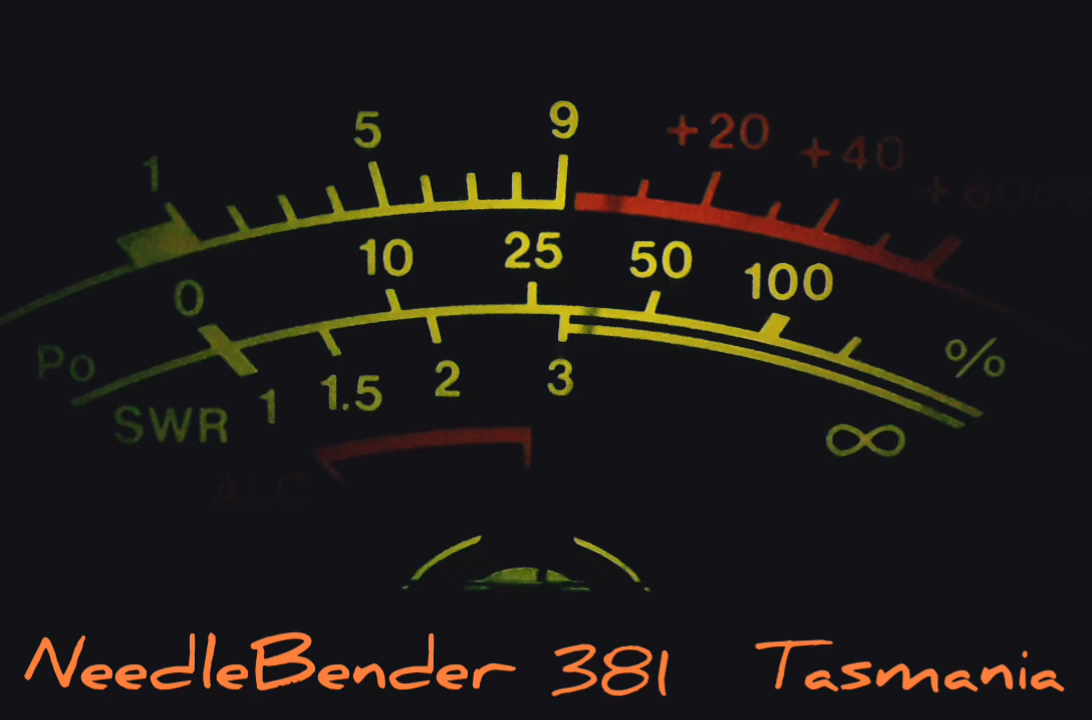 1 5 9 +20 +40 +60dB
0 10 25 50 100 %
Po
SWR 1 1.5 2 3 ∞
ALC
NeedleBender 381 Tasmania